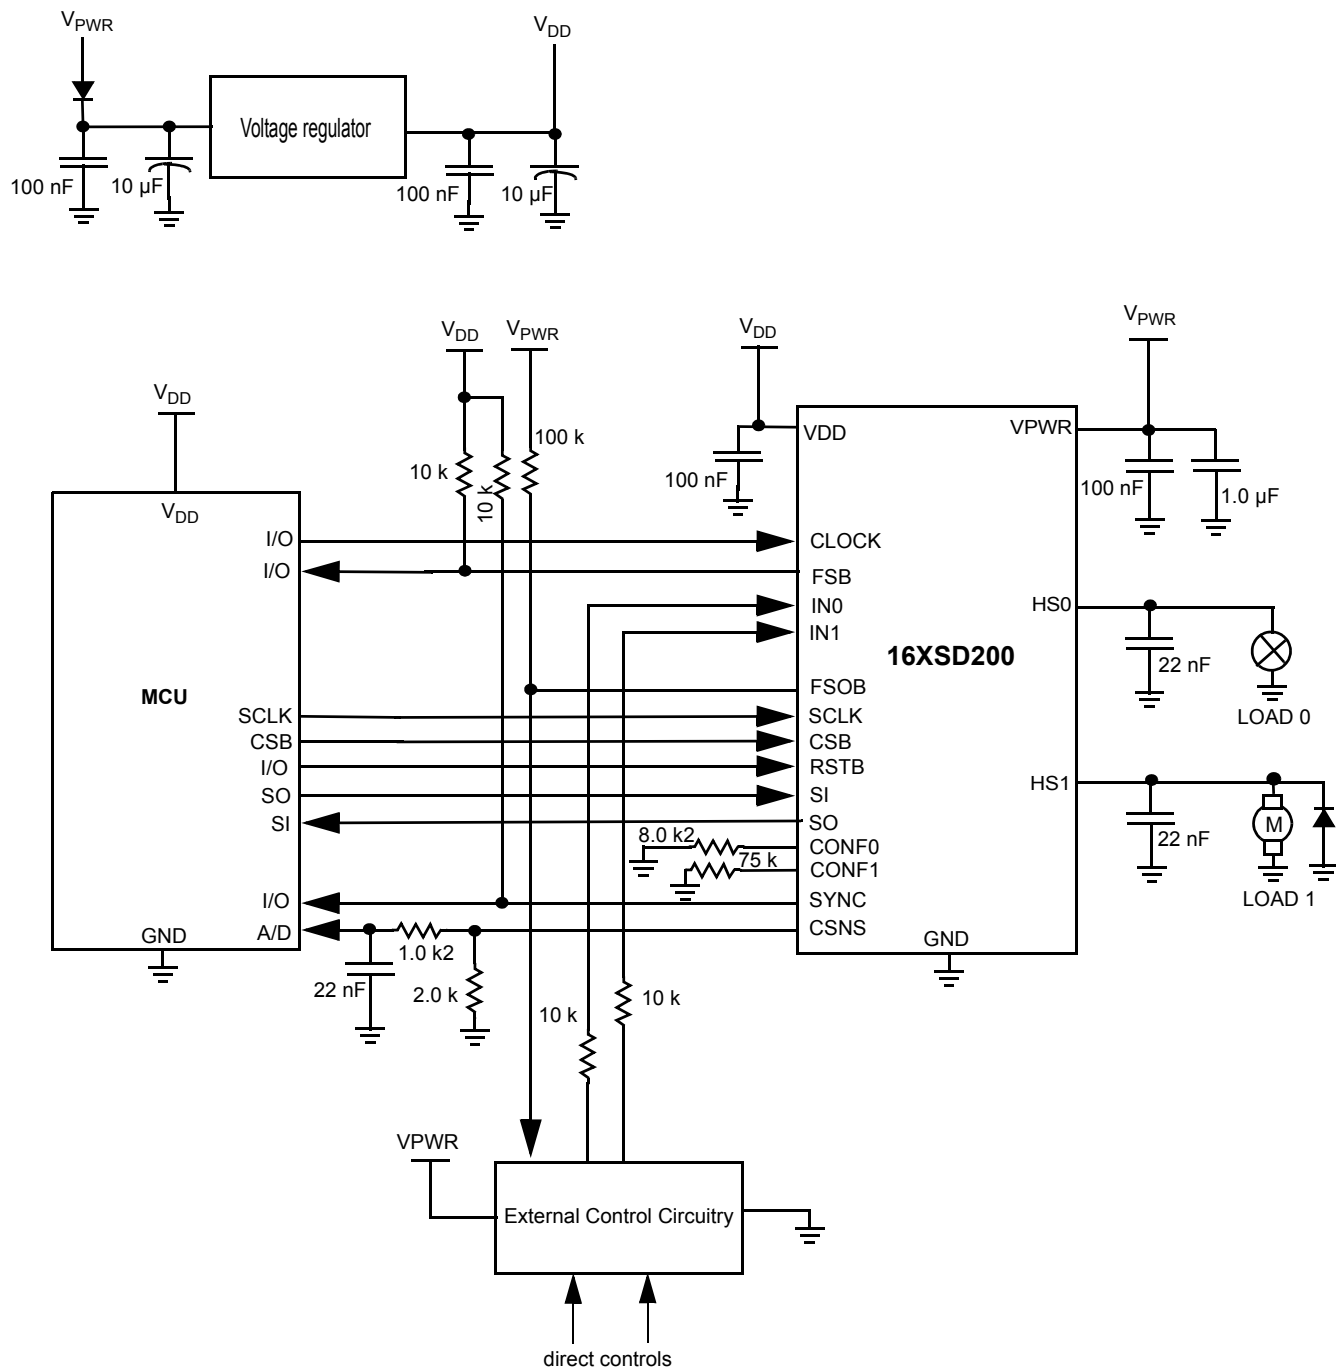 VPWR
VDD
Voltage regulator
100 nF
10 µF
100 nF
10 µF
VDD
VPWR
VDD
VPWR
VDD
100 k
10 k
10 k
100 nF
VDD
VPWR
100 nF
1.0 µF
VDD
I/O
I/O
MCU
SCLK
CSB
I/O
SO
SI
I/O
A/D
GND
CLOCK
FSB
IN0
IN1
16XSD200
FSOB
SCLK
CSB
RSTB
SI
SO
CONF0
CONF1
SYNC
CSNS
GND
HS0
22 nF
LOAD 0
HS1
22 nF
M
LOAD 1
8.0 k2
75 k
1.0 k2
22 nF
2.0 k
10 k
10 k
VPWR
External Control Circuitry
direct controls